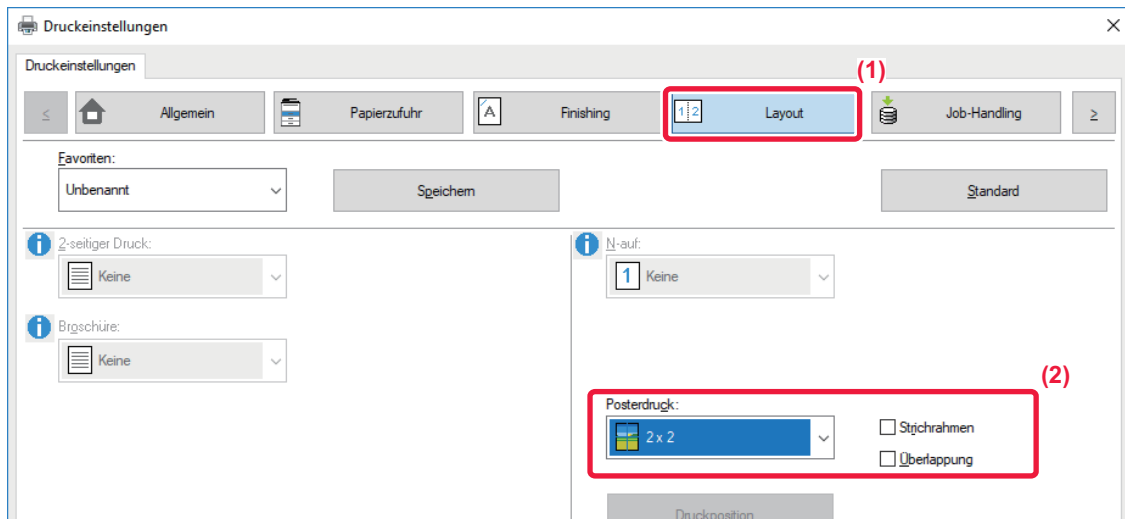 Druckeinstellungen
Druckeinstellungen
(1)
≤ Allgemein Papierzufuhr A Finishing 1 2 Layout Job-Handling ≥
Favoriten:
Unbenannt Speichern Standard
2-seitiger Druck: N-auf:
Keine 1 Keine
Broschüre:
Keine
(2)
Posterdruck:
2 x 2 Strichrahmen
Überlappung
Druckposition